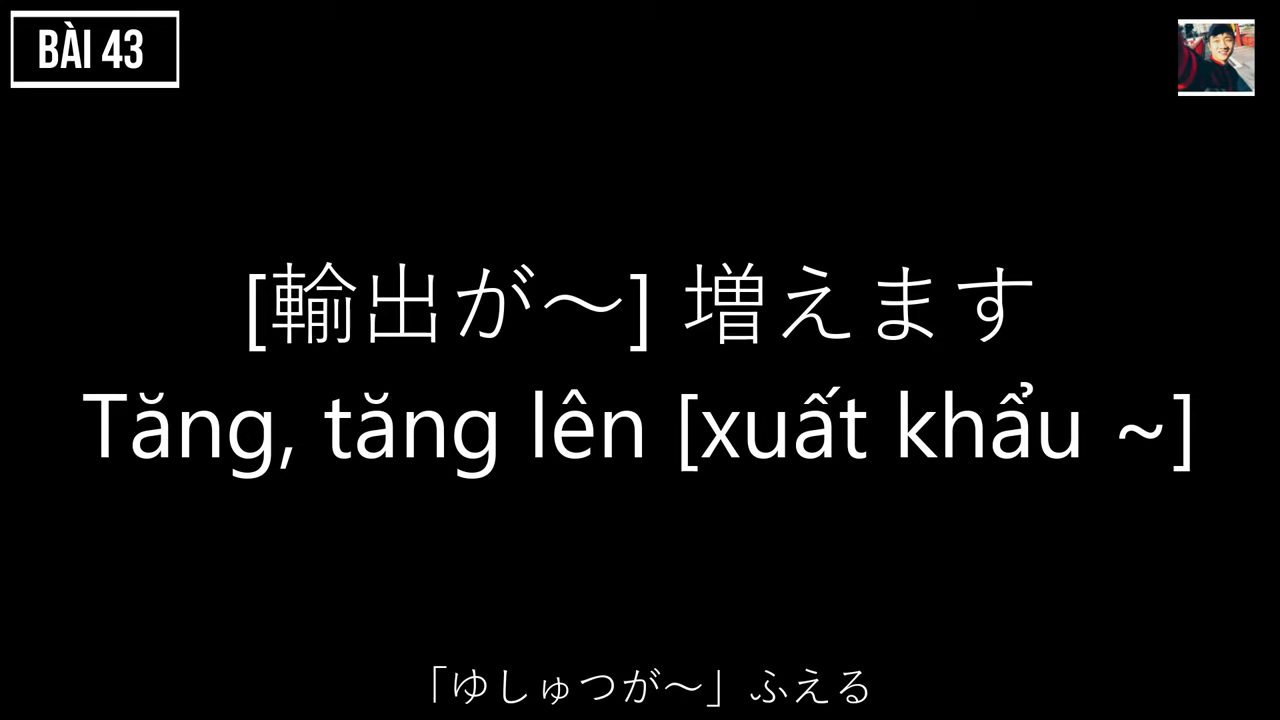 BÀI 43
[輸出が～] 増えます
Tăng, tăng lên [xuất khẩu ~]
「ゆしゅつが～」ふえる